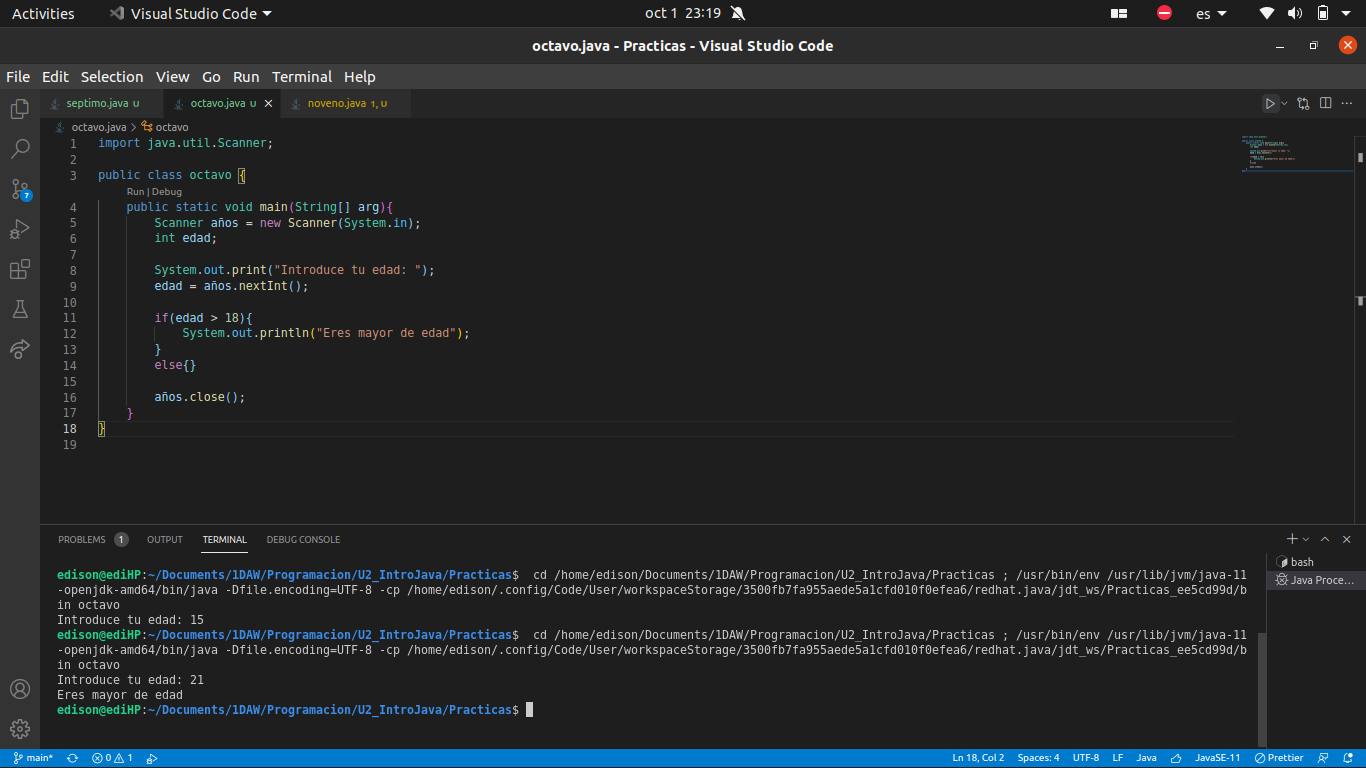 Activities Visual Studio Code oct 1 23:19 es
octavo.java - Practicas - Visual Studio Code
File Edit Selection View Go Run Terminal Help
septimo.java U octavo.java U noveno.java 1, U
octavo.java > octavo
1 import java.util.Scanner;
2
3 public class octavo {
Run | Debug
4 public static void main(String[] arg){
5 Scanner años = new Scanner(System.in);
6 int edad;
7
8 System.out.print("Introduce tu edad: ");
9 edad = años.nextInt();
10
11 if(edad > 18){
12 System.out.println("Eres mayor de edad");
13 }
14 else{}
15
16 años.close();
17 }
18 }
19
7
PROBLEMS 1 OUTPUT TERMINAL DEBUG CONSOLE
edison@ediHP:~/Documents/1DAW/Programacion/U2_IntroJava/Practicas$ cd /home/edison/Documents/1DAW/Programacion/U2_IntroJava/Practicas ; /usr/bin/env /usr/lib/jvm/java-11
-openjdk-amd64/bin/java -Dfile.encoding=UTF-8 -cp /home/edison/.config/Code/User/workspaceStorage/3500fb7fa955aede5a1cfd010f0efea6/redhat.java/jdt_ws/Practicas_ee5cd99d/b
in octavo
Introduce tu edad: 15
edison@ediHP:~/Documents/1DAW/Programacion/U2_IntroJava/Practicas$ cd /home/edison/Documents/1DAW/Programacion/U2_IntroJava/Practicas ; /usr/bin/env /usr/lib/jvm/java-11
-openjdk-amd64/bin/java -Dfile.encoding=UTF-8 -cp /home/edison/.config/Code/User/workspaceStorage/3500fb7fa955aede5a1cfd010f0efea6/redhat.java/jdt_ws/Practicas_ee5cd99d/b
in octavo
Introduce tu edad: 21
Eres mayor de edad
edison@ediHP:~/Documents/1DAW/Programacion/U2_IntroJava/Practicas$
bash
Java Proce...
main* 0 1 Ln 18, Col 2 Spaces: 4 UTF-8 LF Java JavaSE-11 Prettier